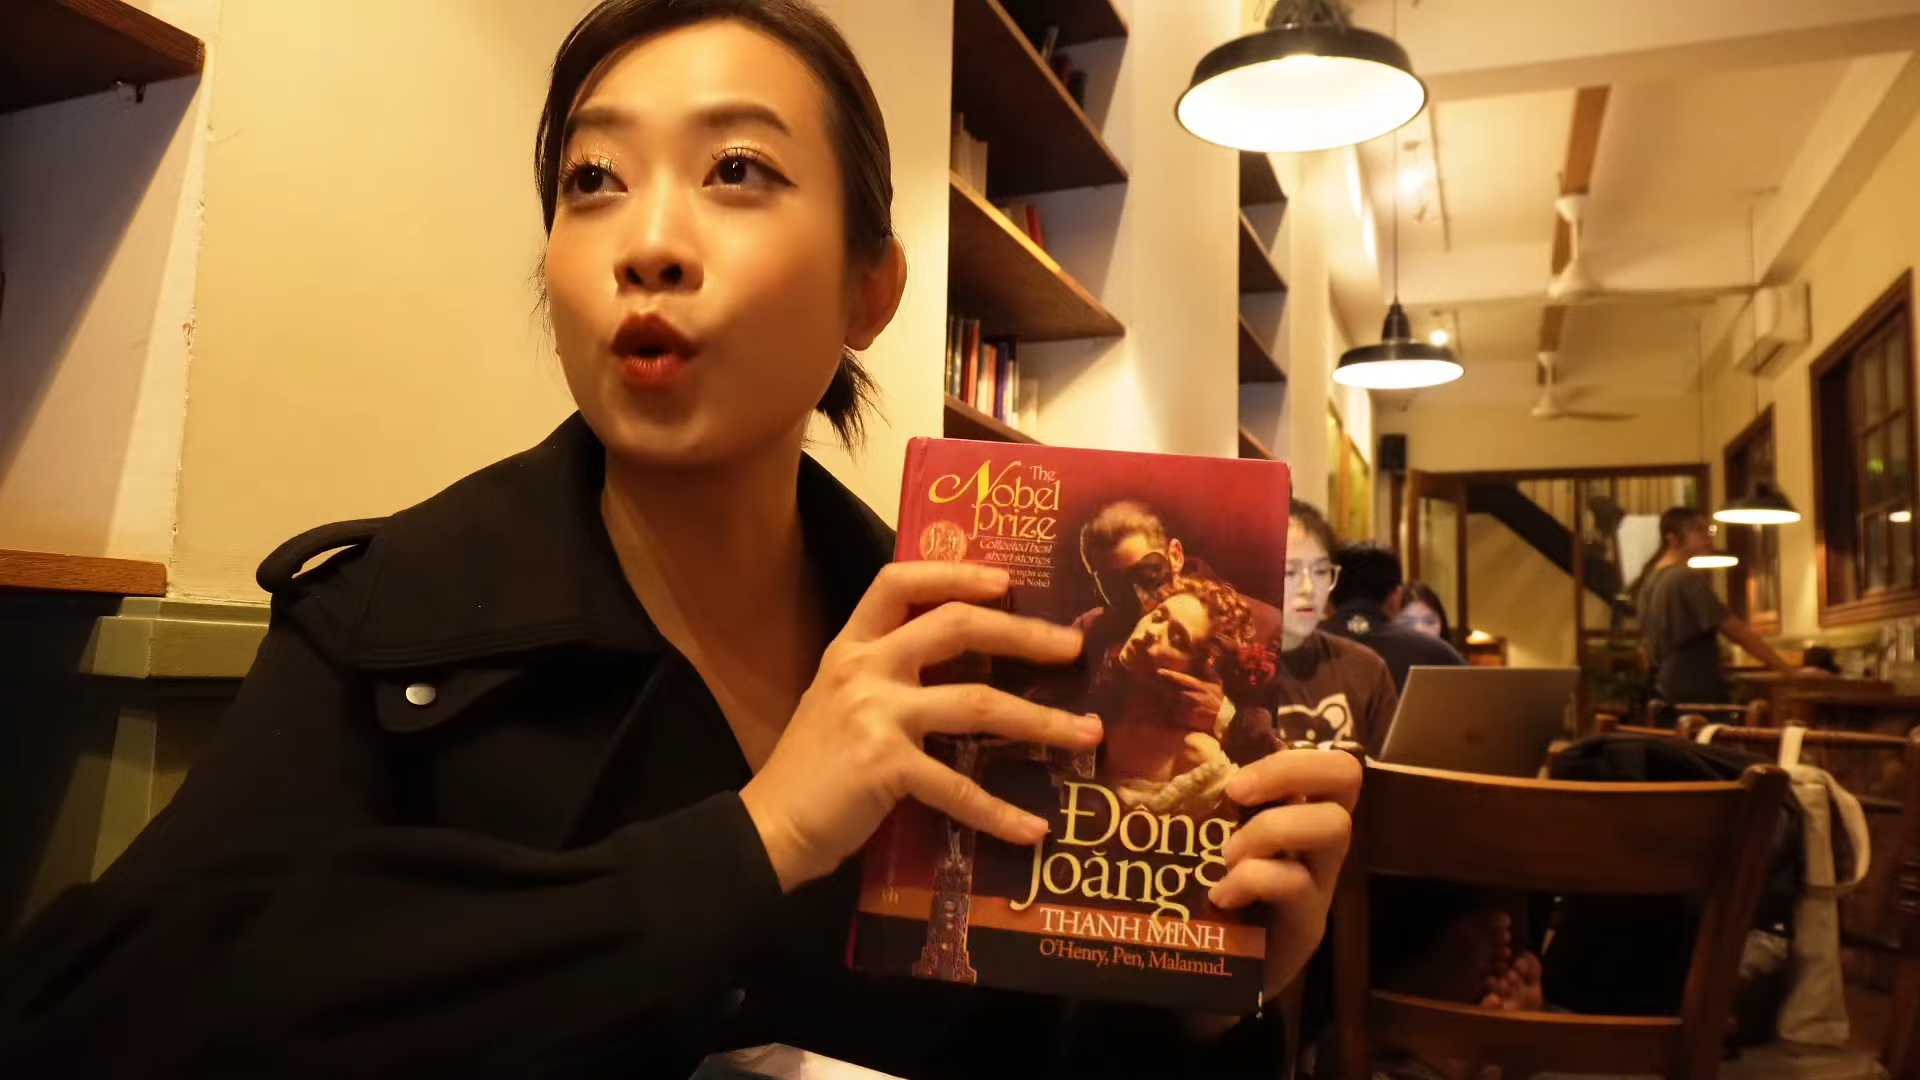 The
Nobel
Prize
Collected best
short stories
Nobel
Đông
Joăng
THANH MINH
O'Henry, Pen, Malamud...